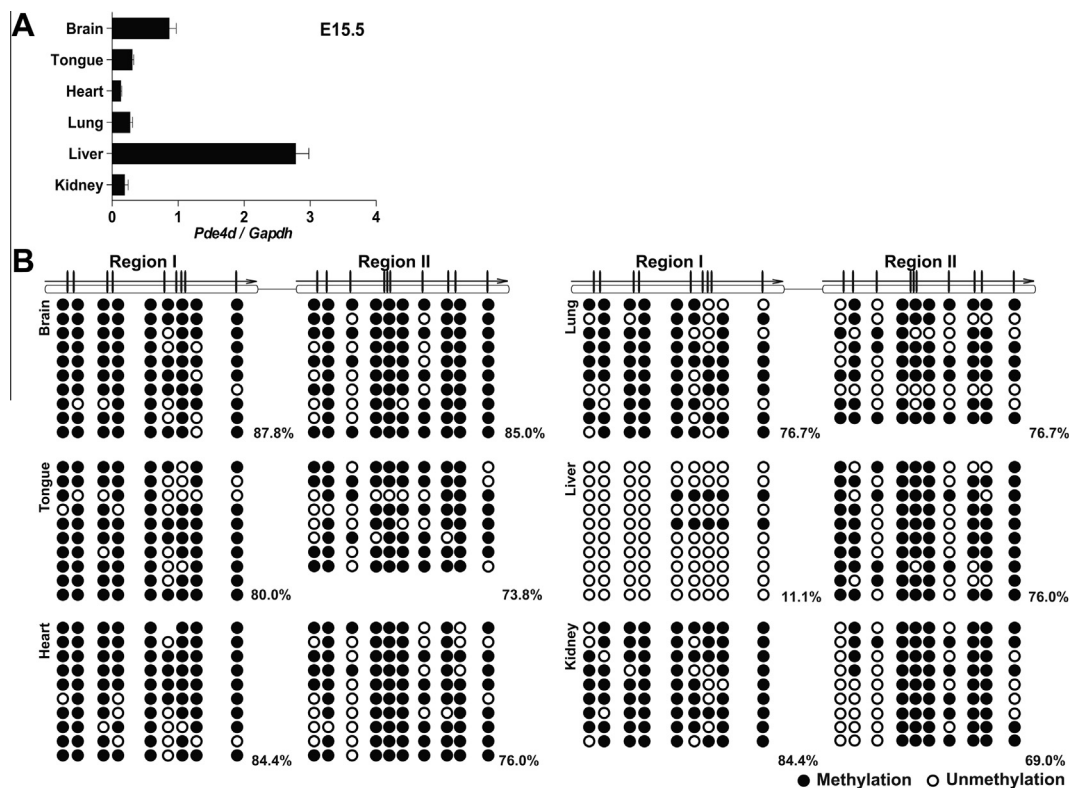 A
E15.5
Brain
Tongue
Heart
Lung
Liver
Kidney
0 1 2 3 4
Pde4d / Gapdh
B
Region I Region II Region I Region II
Brain
87.8% 85.0%
Lung
76.7% 76.7%
Tongue
80.0% 73.8%
Liver
11.1% 76.0%
Heart
84.4% 76.0%
Kidney
84.4% 69.0%
Methylation Unmethylation